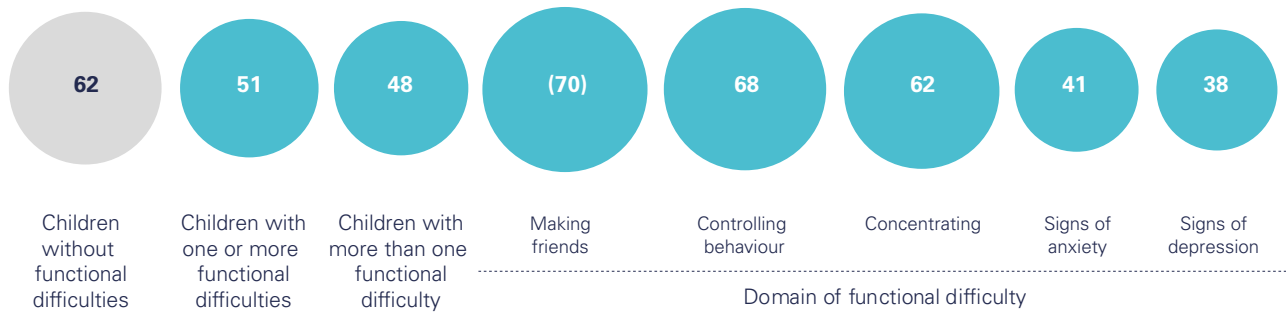 62
51
48
(70)
68
62
41
38
Children
without
functional
difficulties
Children with
one or more
functional
difficulties
Children with
more than one
functional
difficulty
Making
friends
Controlling
behaviour
Concentrating
Signs of
anxiety
Signs of
depression
Domain of functional difficulty